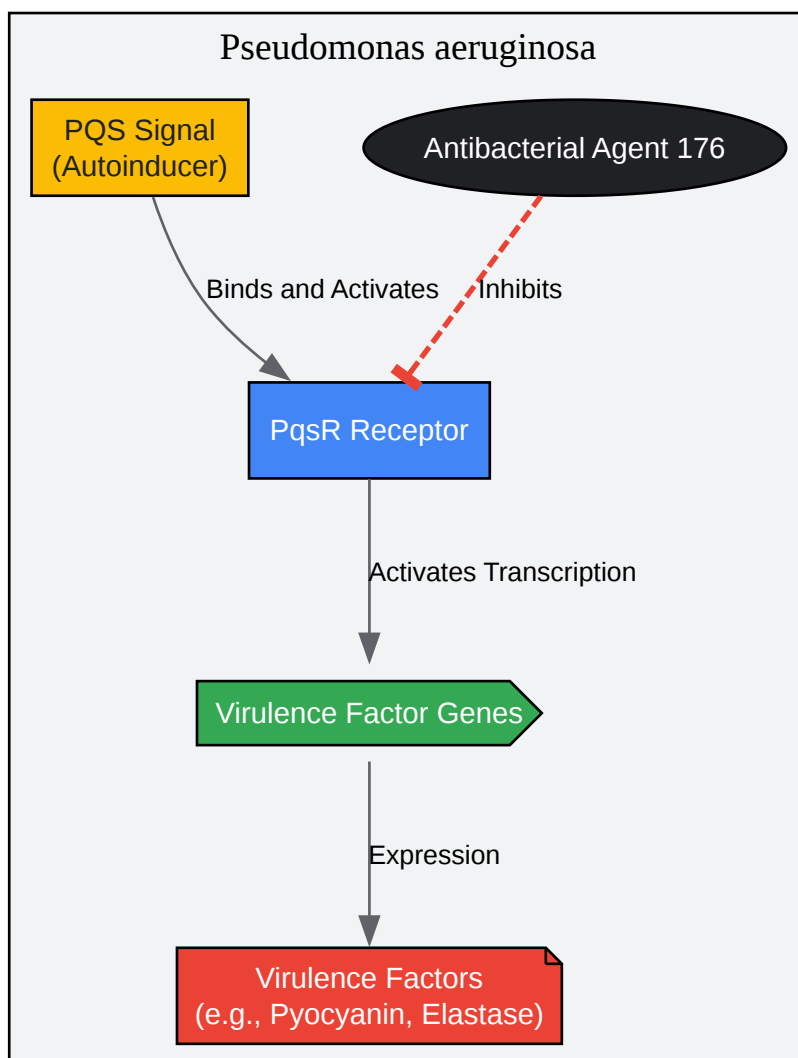 Pseudomonas aeruginosa
PQS Signal
(Autoinducer)
Antibacterial Agent 176
Binds and Activates
Inhibits
PqsR Receptor
Activates Transcription
Virulence Factor Genes
Expression
Virulence Factors
(e.g., Pyocyanin, Elastase)